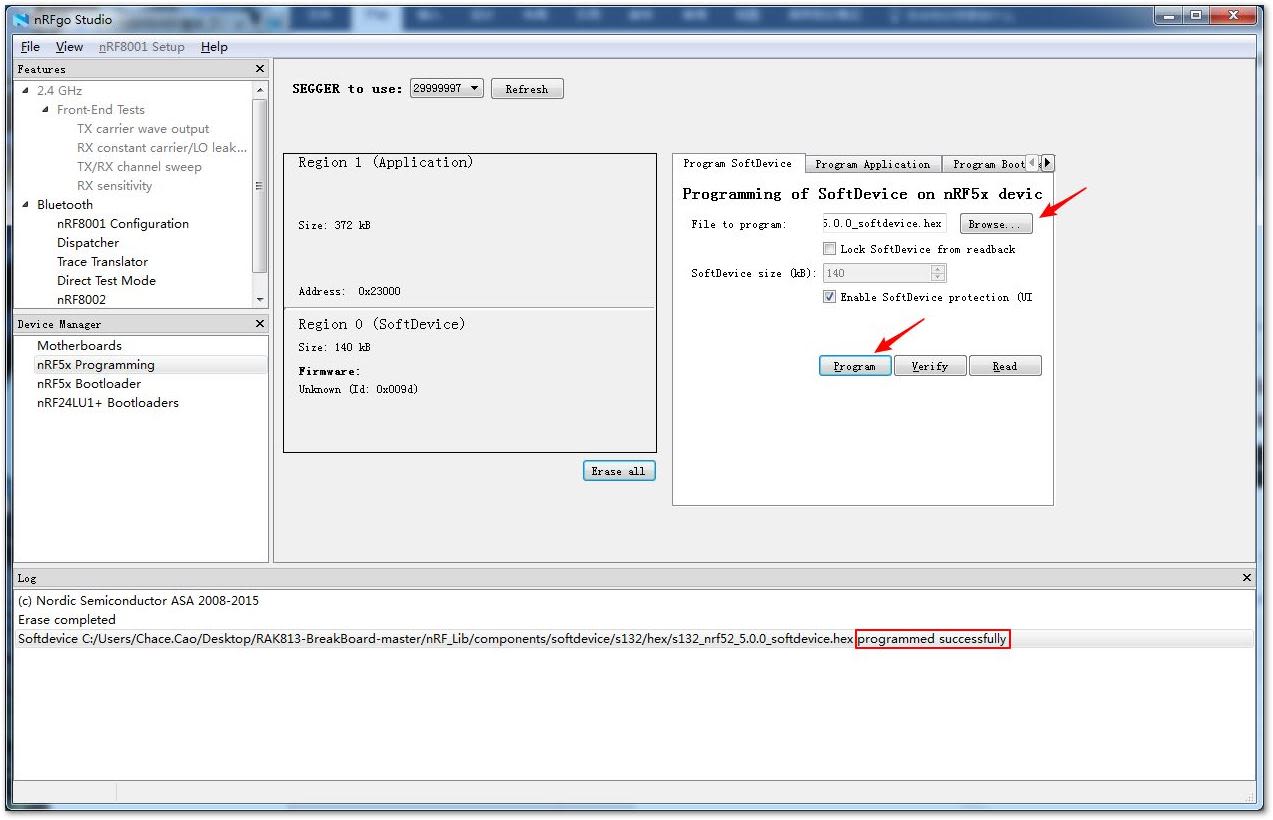 nRFgo Studio
File View nRF8001 Setup Help
Features
2.4 GHz
Front-End Tests
TX carrier wave output
RX constant carrier/LO leak...
TX/RX channel sweep
RX sensitivity
Bluetooth
nRF8001 Configuration
Dispatcher
Trace Translator
Direct Test Mode
nRF8002
Device Manager
Motherboards
nRF5x Programming
nRF5x Bootloader
nRF24LU1+ Bootloaders
SEGGER to use: 29999997 Refresh
Region 1 (Application)
Size: 372 kB
Address: 0x23000
Region 0 (SoftDevice)
Size: 140 kB
Firmware:
Unknown (Id: 0x009d)
Erase all
Program SoftDevice Program Application Program Boot
Programming of SoftDevice on nRF5x devic
File to program: 5.0.0_softdevice.hex Browse...
Lock SoftDevice from readback
SoftDevice size (kB): 140
Enable SoftDevice protection (UI
Program Verify Read
Log
(c) Nordic Semiconductor ASA 2008-2015
Erase completed
Softdevice C:/Users/Chace.Cao/Desktop/RAK813-BreakBoard-master/nRF_Lib/components/softdevice/s132/hex/s132_nrf52_5.0.0_softdevice.hex programmed successfully